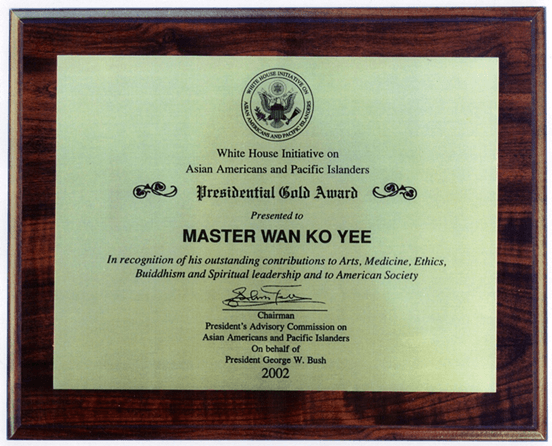 WHITE HOUSE INITIATIVE ON
ASIAN AMERICANS AND PACIFIC ISLANDERS
White House Initiative on
Asian Americans and Pacific Islanders
Presidential Gold Award
Presented to
MASTER WAN KO YEE
In recognition of his outstanding contributions to Arts, Medicine, Ethics,
Buiddhism and Spiritual leadership and to American Society
Chairman
President's Advisory Commission on
Asian Americans and Pacific Islanders
On behalf of
President George W. Bush
2002